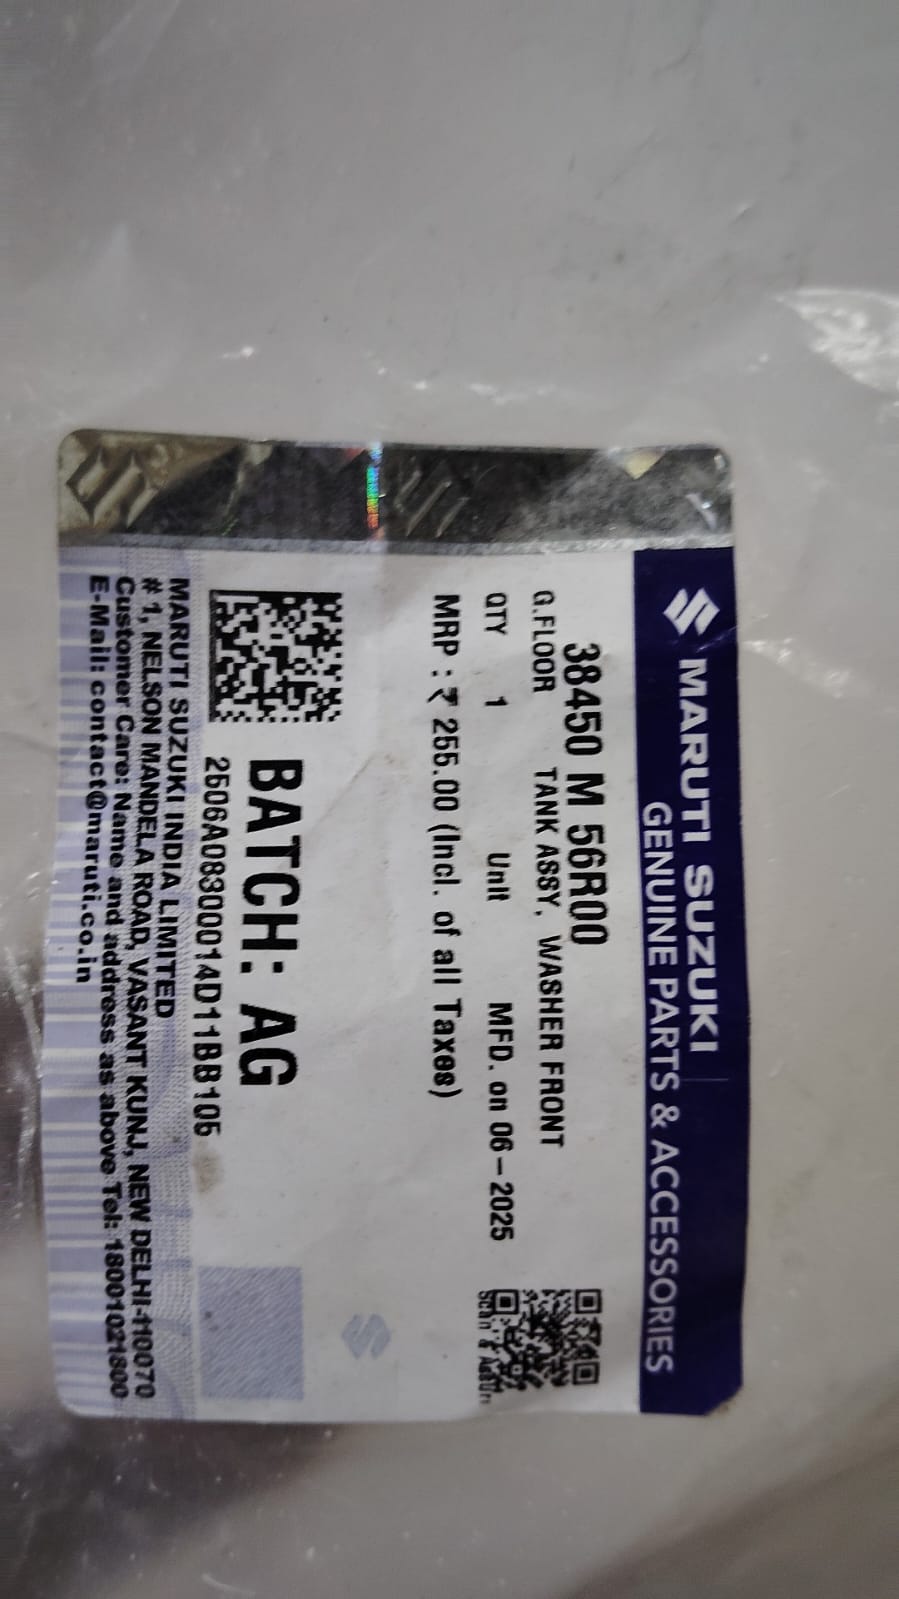 MARUTI SUZUKI
GENUINE PARTS & ACCESSORIES
38450 M 56R00
G.FLOOR TANK ASSY, WASHER FRONT
QTY 1 Unit MFD. on 06-2025
MRP : ₹ 255.00 (Incl. of all Taxes)
Scan &
BATCH: AG
2506A08300014D11BB105
MARUTI SUZUKI INDIA LIMITED
# 1, NELSON MANDELA ROAD, VASANT KUNJ, NEW DELHI-110070
Customer Care: Name and address as above Tel: 18001021800
E-Mail: contact@maruti.co.in